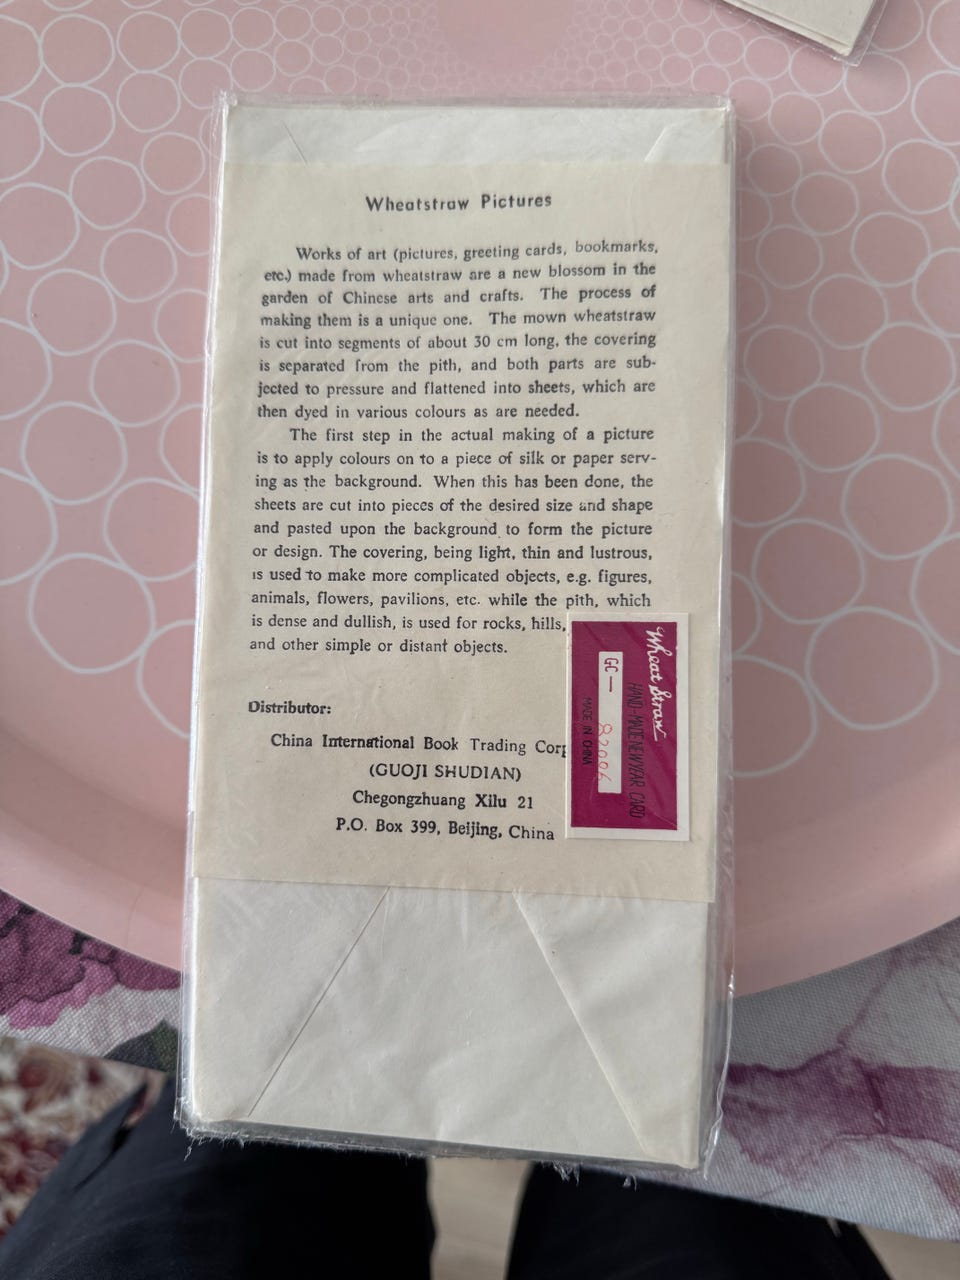 Wheatstraw Pictures
Works of art (pictures, greeting cards, bookmarks,
etc.) made from wheatstraw are a new blossom in the
garden of Chinese arts and crafts. The process of
making them is a unique one. The mown wheatstraw
is cut into segments of about 30 cm long, the covering
is separated from the pith, and both parts are sub-
jected to pressure and flattened into sheets, which are
then dyed in various colours as are needed.
The first step in the actual making of a picture
is to apply colours on to a piece of silk or paper serv-
ing as the background. When this has been done, the
sheets are cut into pieces of the desired size and shape
and pasted upon the background to form the picture
or design. The covering, being light, thin and lustrous,
is used to make more complicated objects, e.g. figures,
animals, flowers, pavilions, etc. while the pith, which
is dense and dullish, is used for rocks, hills,
and other simple or distant objects.
Distributor:
China International Book Trading Corp
(GUOJI SHUDIAN)
Chegongzhuang Xilu 21
P.O. Box 399, Beijing, China
Wheat Straw
HAND-MADE NEW YEAR CARD
GC— 82006
MADE IN CHINA